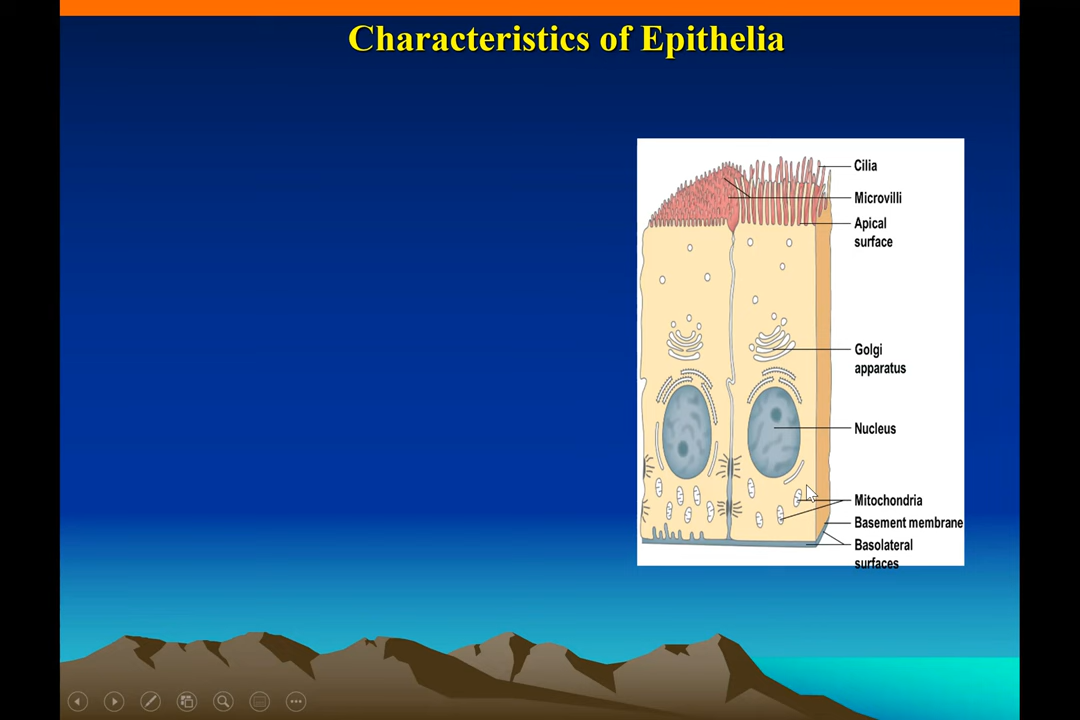 Characteristics of Epithelia
Cilia
Microvilli
Apical
surface
Golgi
apparatus
Nucleus
Mitochondria
Basement membrane
Basolateral
surfaces